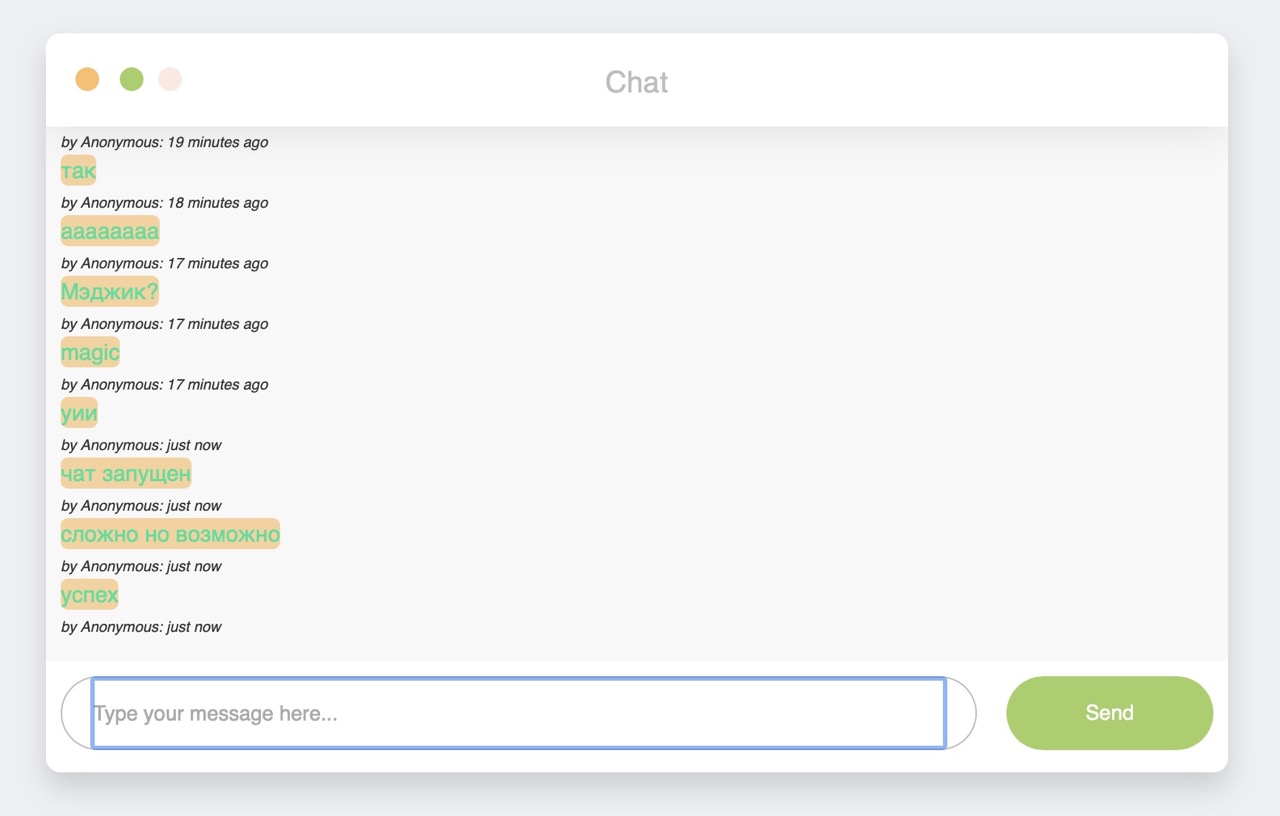 Chat
by Anonymous: 19 minutes ago
так
by Anonymous: 18 minutes ago
аааааааа
by Anonymous: 17 minutes ago
Мэджик?
by Anonymous: 17 minutes ago
magic
by Anonymous: 17 minutes ago
уии
by Anonymous: just now
чат запущен
by Anonymous: just now
сложно но возможно
by Anonymous: just now
успех
by Anonymous: just now
Type your message here...
Send